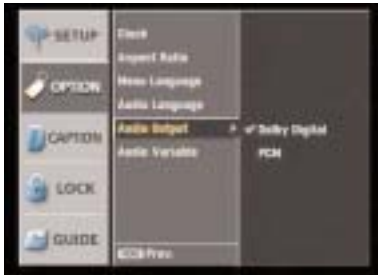 SETUP
OPTION
CAPTION
LOCK
GUIDE
Clock
Aspect Ratio
Menu Language
Audio Language
Audio Output
Audio Variable
Prev.
Dolby Digital
PCM